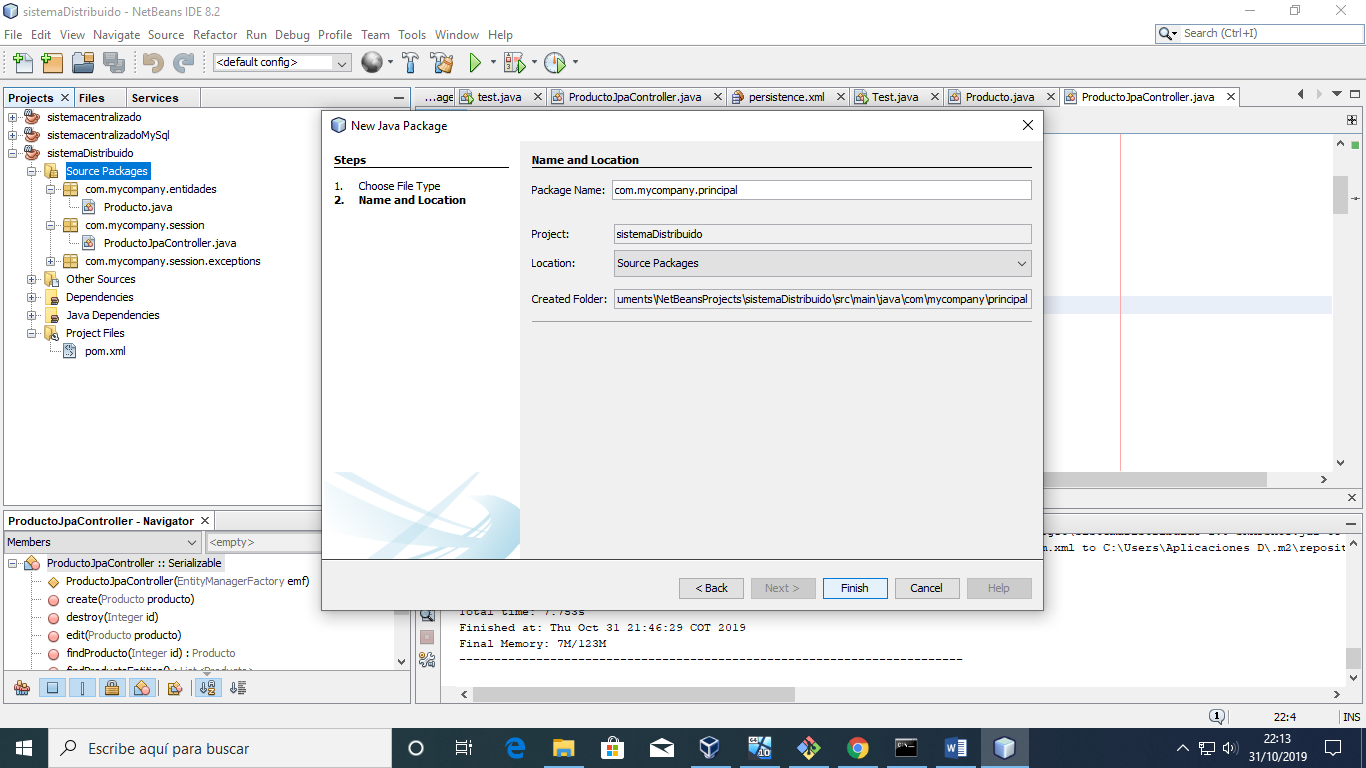 sistemaDistribuido - NetBeans IDE 8.2
File Edit View Navigate Source Refactor Run Debug Profile Team Tools Window Help
Search (Ctrl+I)
<default config>
Projects Files Services
...age test.java ProductoJpaController.java persistence.xml Test.java Producto.java ProductoJpaController.java
sistemacentralizado
sistemacentralizadoMySql
sistemaDistribuido
Source Packages
com.mycompany.entidades
Producto.java
com.mycompany.session
ProductoJpaController.java
com.mycompany.session.exceptions
Other Sources
Dependencies
Java Dependencies
Project Files
pom.xml
New Java Package
Steps
1. Choose File Type
2. Name and Location
Name and Location
Package Name: com.mycompany.principal
Project: sistemaDistribuido
Location: Source Packages
Created Folder: uments\NetBeansProjects\sistemaDistribuido\src\main\java\com\mycompany\principal
< Back Next > Finish Cancel Help
ProductoJpaController - Navigator
Members <empty>
ProductoJpaController :: Serializable
ProductoJpaController(EntityManagerFactory emf)
create(Producto producto)
destroy(Integer id)
edit(Producto producto)
findProducto(Integer id) : Producto
m.xml to C:\Users\Aplicaciones D\.m2\reposit
Total time: 7.753s
Finished at: Thu Oct 31 21:46:29 COT 2019
Final Memory: 7M/123M
------------------------------------------------------------------------
1 22:4 INS
Escribe aquí para buscar
22:13
31/10/2019